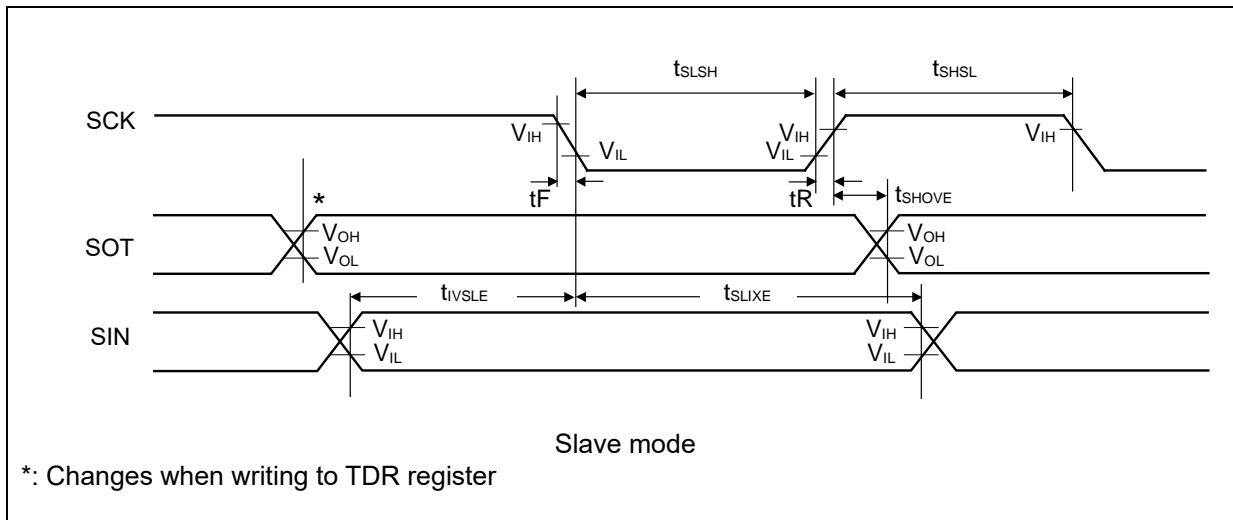 tSLSH tSHSL
SCK VIH VIL VIH VIL VIH
tF tR tSHOVE
*
SOT VOH VOL VOH VOL
tIVSLE tSLIXE
SIN VIH VIL VIH VIL
Slave mode
*: Changes when writing to TDR register